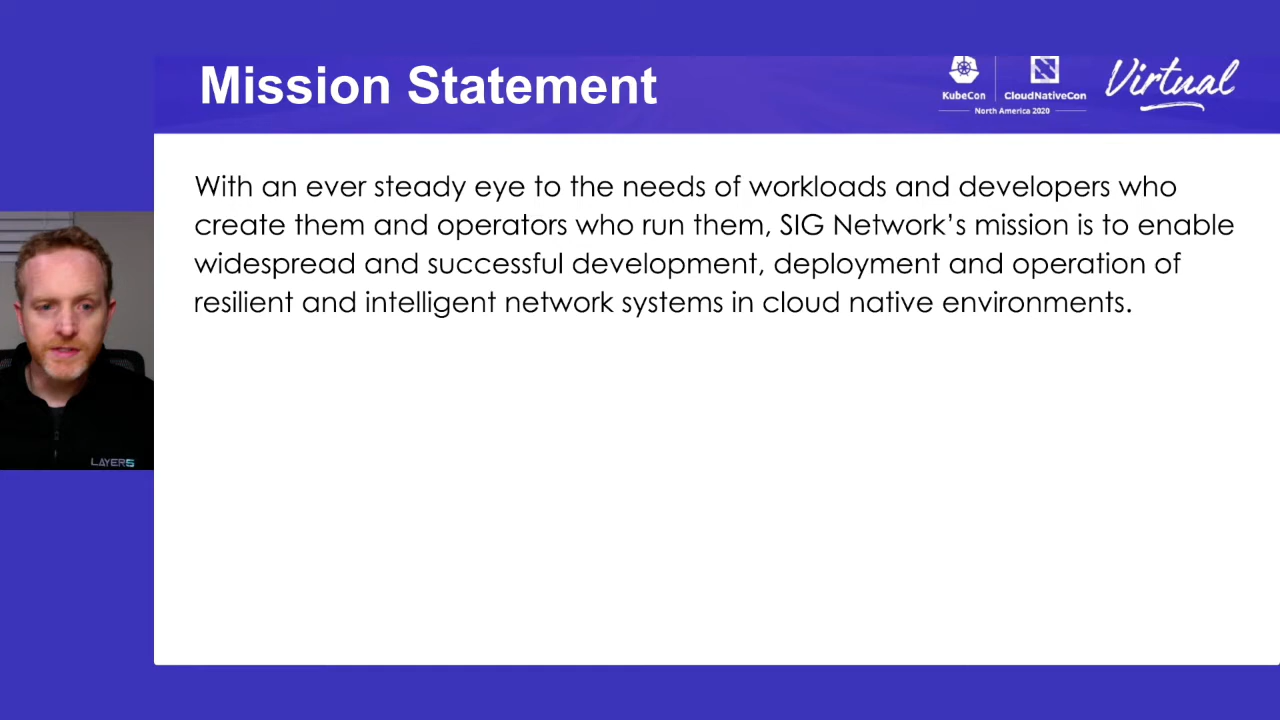 Mission Statement
KubeCon
CloudNativeCon
North America 2020
Virtual
With an ever steady eye to the needs of workloads and developers who
create them and operators who run them, SIG Network’s mission is to enable
widespread and successful development, deployment and operation of
resilient and intelligent network systems in cloud native environments.
LAYER5